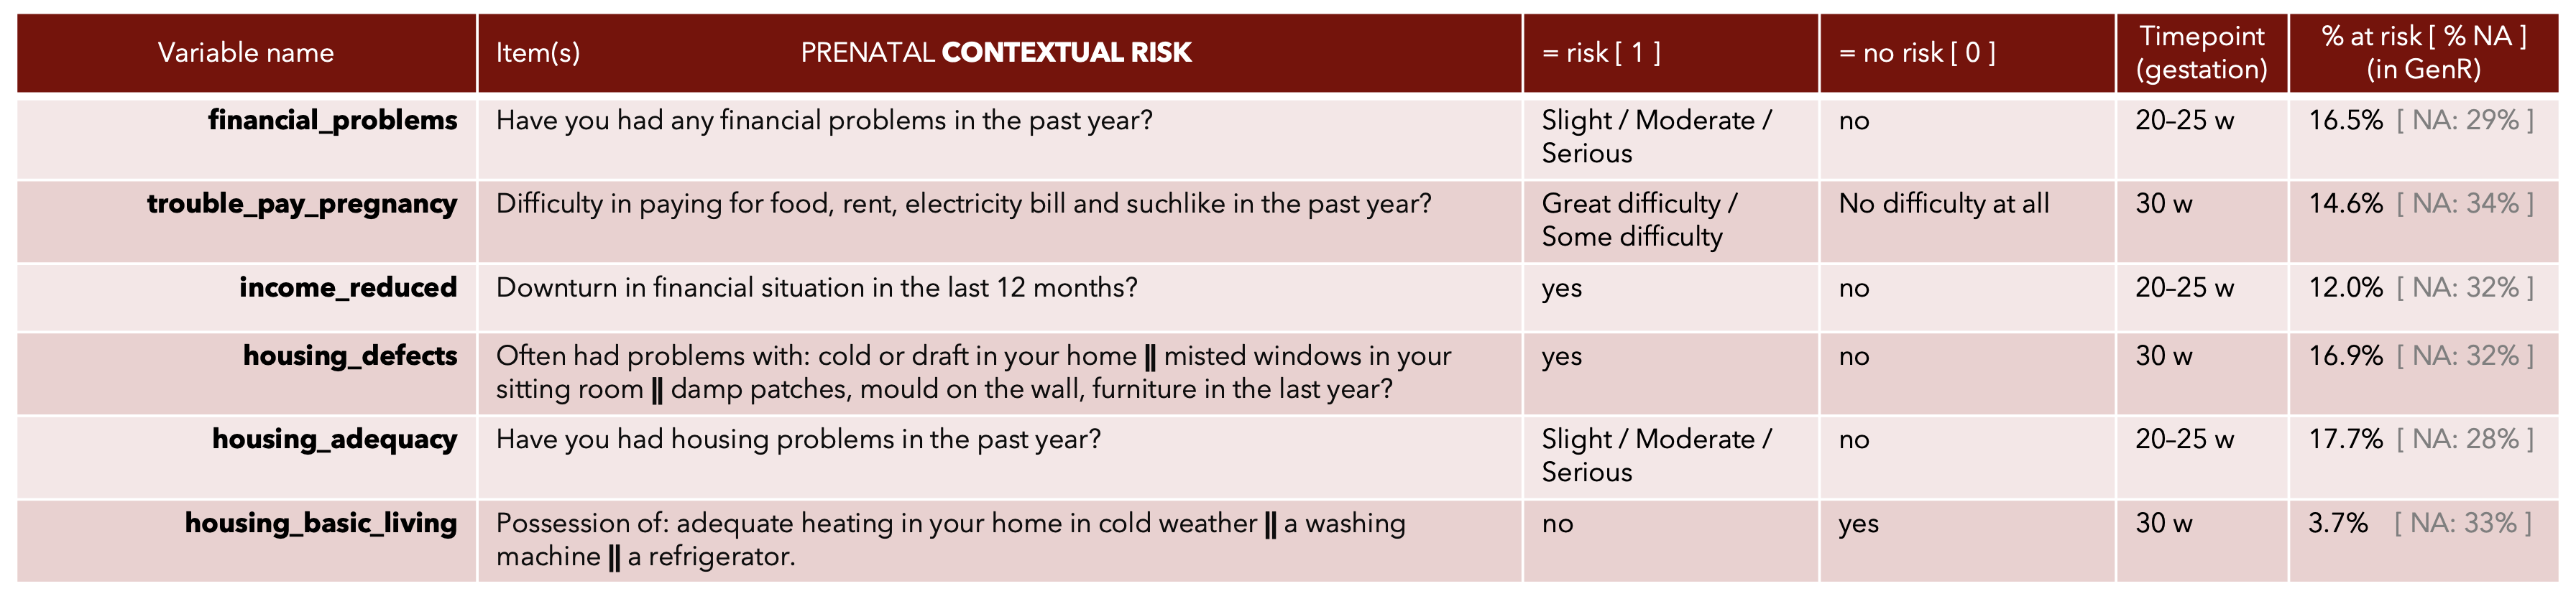 Variable name Item(s) PRENATAL CONTEXTUAL RISK = risk [ 1 ] = no risk [ 0 ] Timepoint (gestation) % at risk [ % NA ] (in GenR)
financial_problems Have you had any financial problems in the past year? Slight / Moderate / Serious no 20–25 w 16.5% [ NA: 29% ]
trouble_pay_pregnancy Difficulty in paying for food, rent, electricity bill and suchlike in the past year? Great difficulty / Some difficulty No difficulty at all 30 w 14.6% [ NA: 34% ]
income_reduced Downturn in financial situation in the last 12 months? yes no 20–25 w 12.0% [ NA: 32% ]
housing_defects Often had problems with: cold or draft in your home || misted windows in your sitting room || damp patches, mould on the wall, furniture in the last year? yes no 30 w 16.9% [ NA: 32% ]
housing_adequacy Have you had housing problems in the past year? Slight / Moderate / Serious no 20–25 w 17.7% [ NA: 28% ]
housing_basic_living Possession of: adequate heating in your home in cold weather || a washing machine || a refrigerator. no yes 30 w 3.7% [ NA: 33% ]